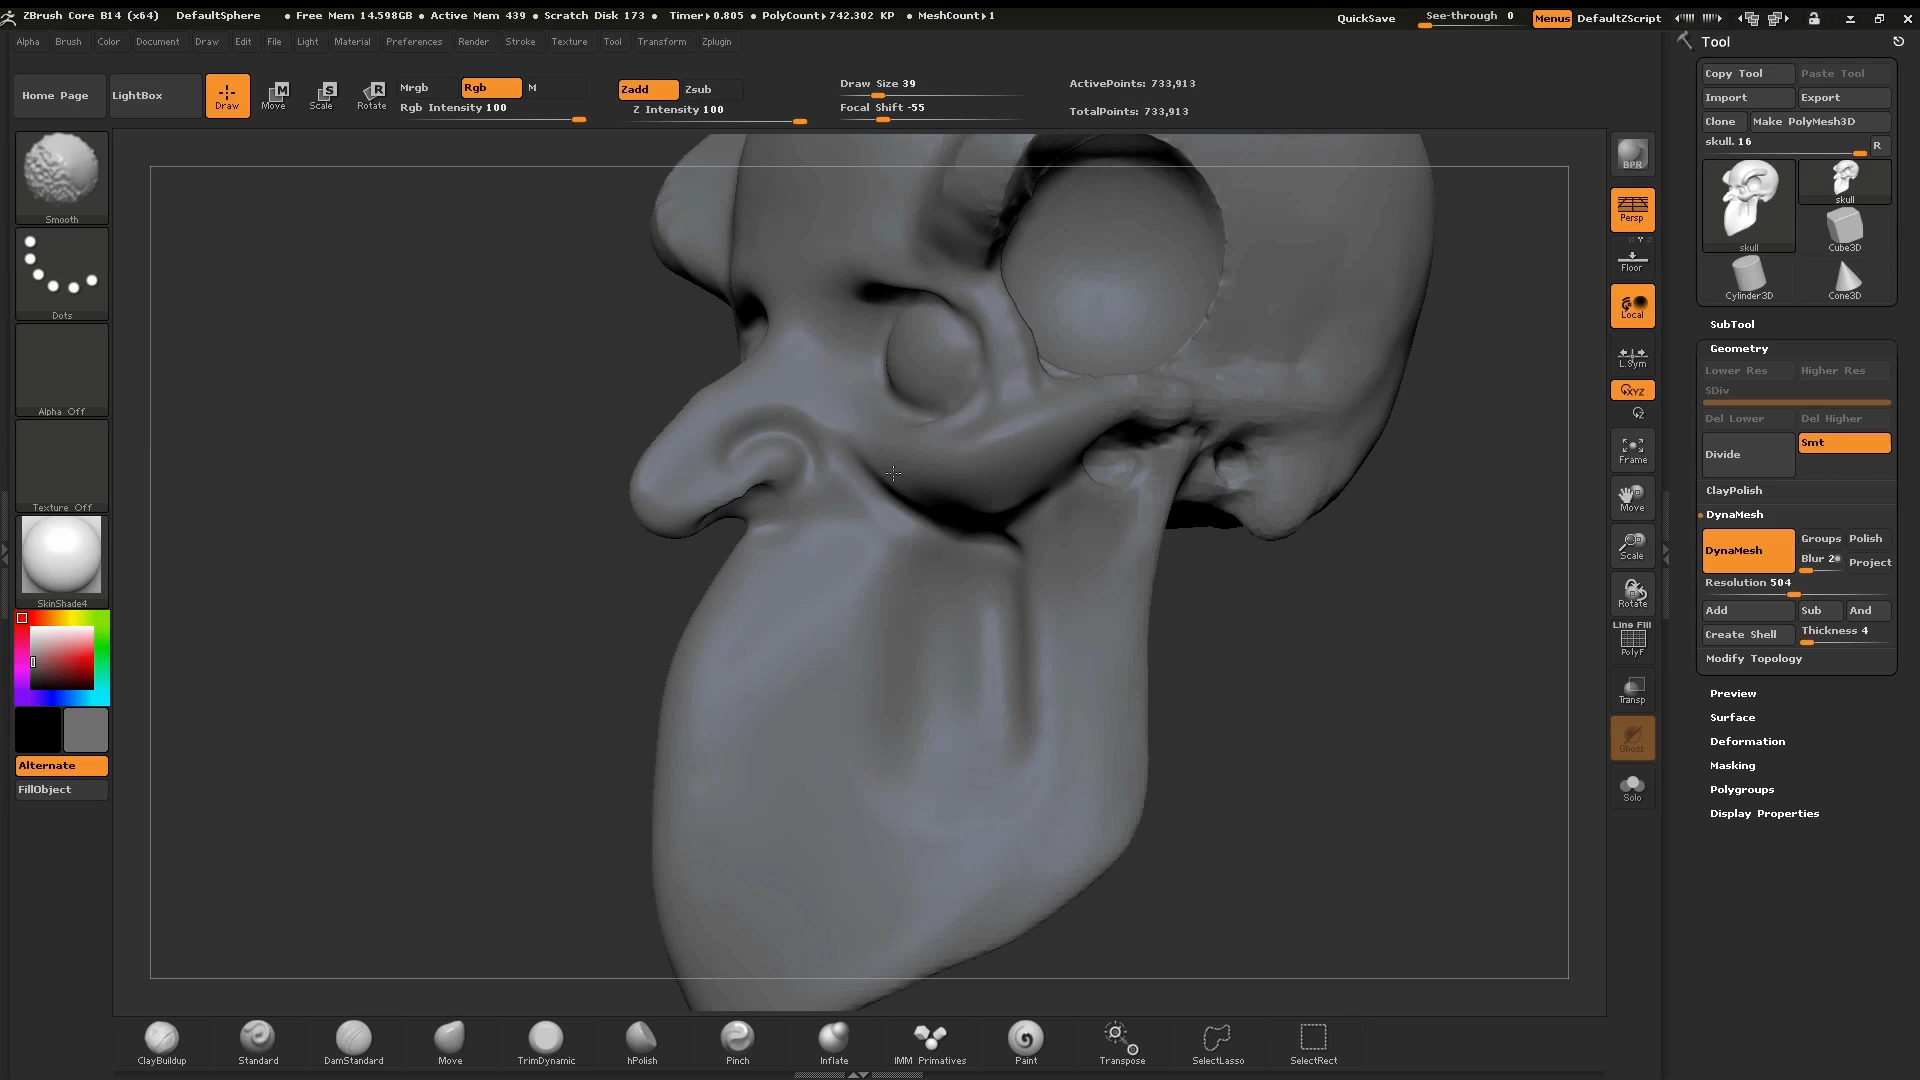 ZBrush Core B14 (x64) DefaultSphere • Free Mem 14.598GB • Active Mem 439 • Scratch Disk 173 • Timer▸0.805 • PolyCount▸742.302 KP • MeshCount▸1 QuickSave See-through 0 Menus DefaultZScript
Alpha Brush Color Document Draw Edit File Light Material Preferences Render Stroke Texture Tool Transform Zplugin
Home Page LightBox Draw Move Scale Rotate
M S R
Mrgb Rgb M
Rgb Intensity 100
Zadd Zsub
Z Intensity 100
Draw Size 39
Focal Shift -55
ActivePoints: 733,913
TotalPoints: 733,913
Smooth
Dots
Alpha Off
Texture Off
SkinShade4
Alternate
FillObject
BPR
Persp
Floor
Local
L.Sym
XYZ
Z
Frame
Move
Scale
Rotate
Line Fill
PolyF
Transp
Ghost
Solo
Tool
Copy Tool Paste Tool
Import Export
Clone Make PolyMesh3D
skull. 16 R
skull
skull
Cube3D
Cylinder3D Cone3D
SubTool
Geometry
Lower Res Higher Res
SDiv
Del Lower Del Higher
Divide Smt
ClayPolish
DynaMesh
DynaMesh Groups Polish
Blur 2 Project
Resolution 504
Add Sub And
Create Shell Thickness 4
Modify Topology
Preview
Surface
Deformation
Masking
Polygroups
Display Properties
ClayBuildup Standard DamStandard Move TrimDynamic hPolish Pinch Inflate IMM Primatives Paint Transpose SelectLasso SelectRect